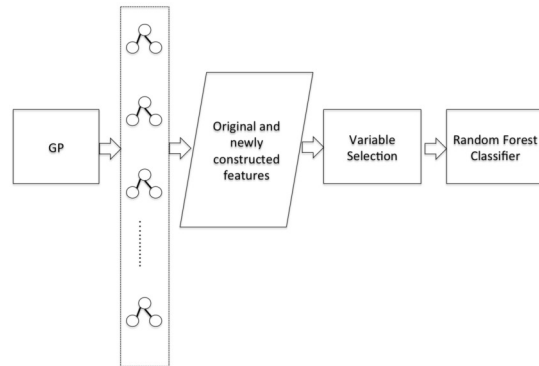 GP
Original and
newly
constructed
features
Variable
Selection
Random Forest
Classifier